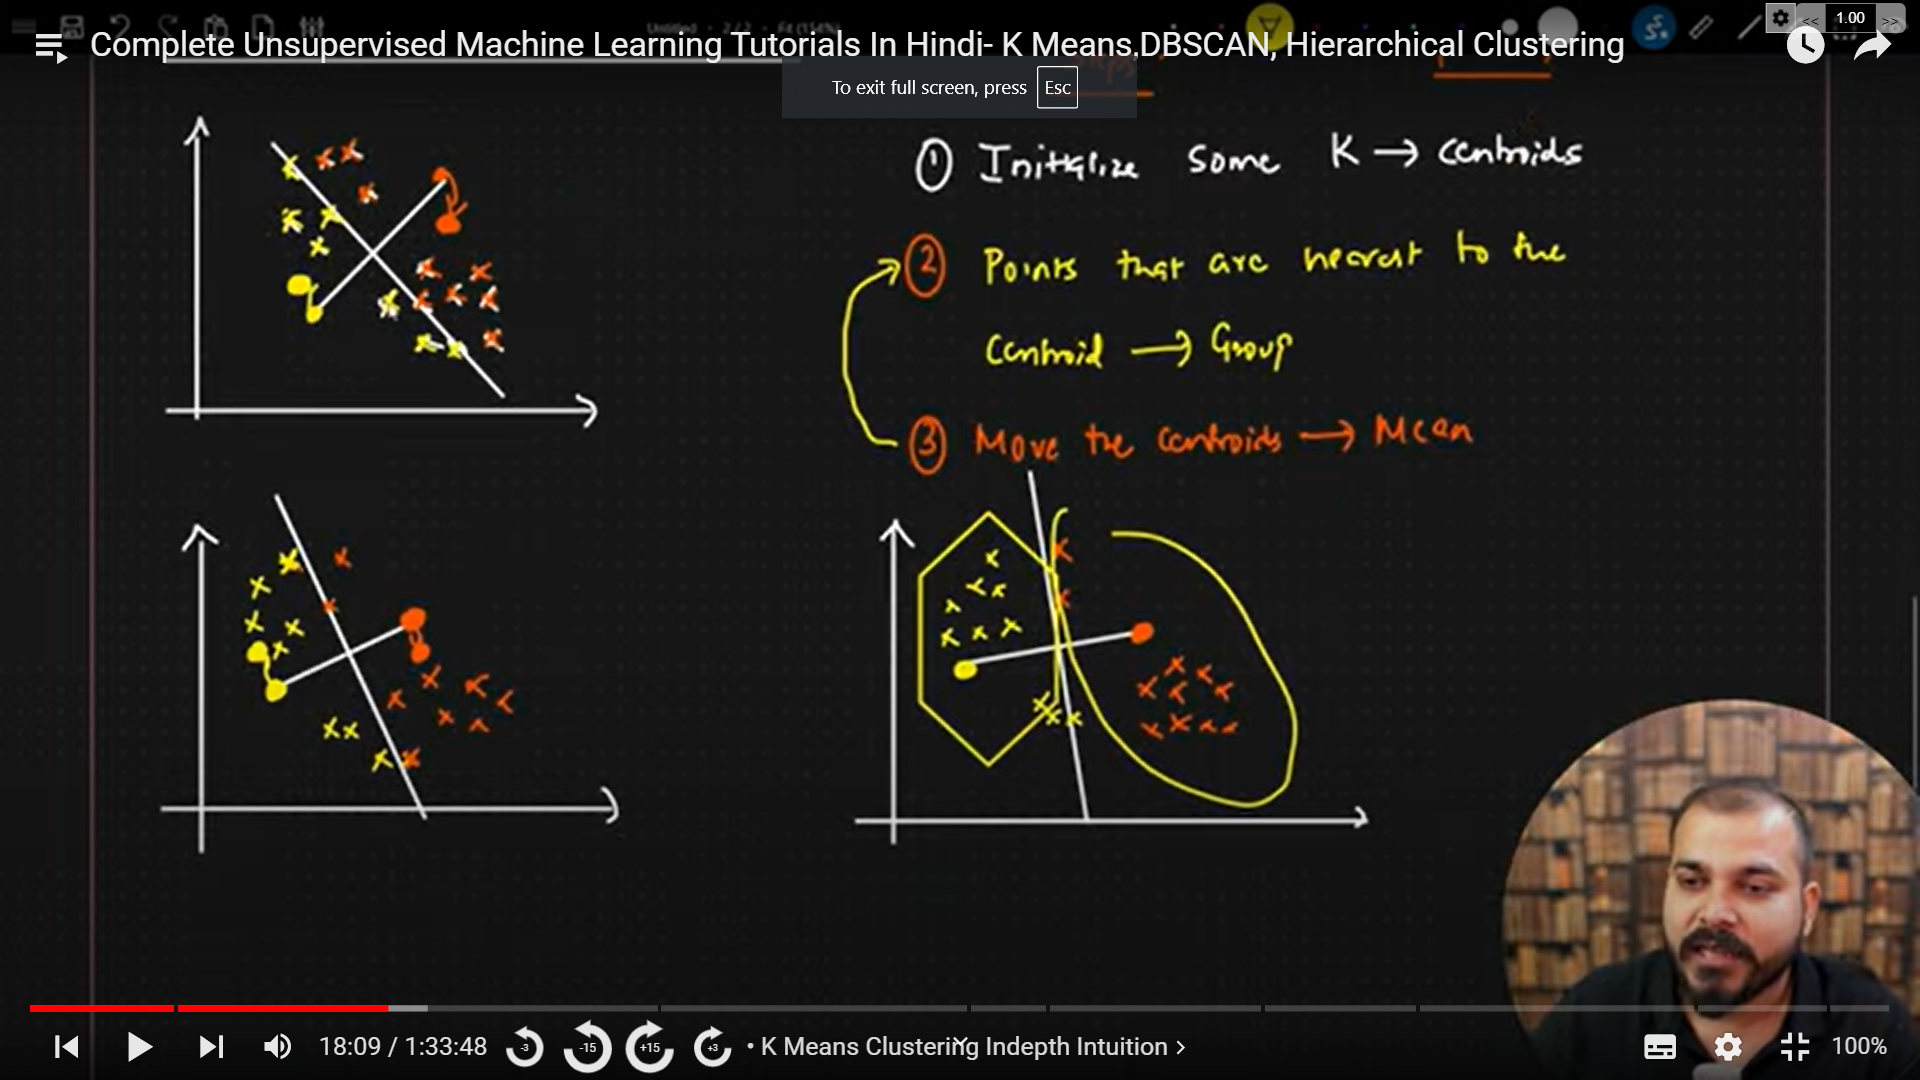 1.00
Complete Unsupervised Machine Learning Tutorials In Hindi- K Means,DBSCAN, Hierarchical Clustering
To exit full screen, press Esc
① Initialize Some K → Centroids
② Points that are nearest to the
Centroid → Group
③ Move the Centroids → Mean
18:09 / 1:33:48
-3
-15
+15
+3
• K Means Clustering Indepth Intuition >
100%